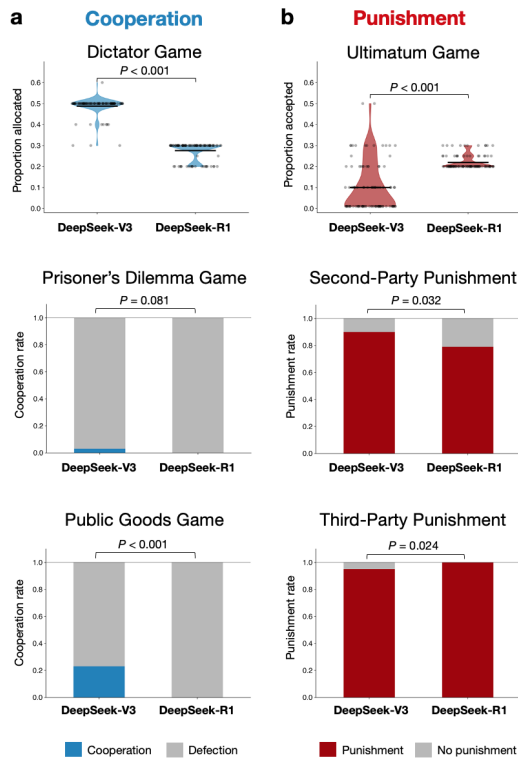 a
Cooperation
Dictator Game
P < 0.001
Proportion allocated
0.6
0.5
0.4
0.3
0.2
0.1
0.0
DeepSeek-V3
DeepSeek-R1
Prisoner's Dilemma Game
P = 0.081
Cooperation rate
1.0
0.8
0.6
0.4
0.2
0.0
DeepSeek-V3
DeepSeek-R1
Public Goods Game
P < 0.001
Cooperation rate
1.0
0.8
0.6
0.4
0.2
0.0
DeepSeek-V3
DeepSeek-R1
Cooperation
Defection
b
Punishment
Ultimatum Game
P < 0.001
Proportion accepted
0.6
0.5
0.4
0.3
0.2
0.1
0.0
DeepSeek-V3
DeepSeek-R1
Second-Party Punishment
P = 0.032
Punishment rate
1.0
0.8
0.6
0.4
0.2
0.0
DeepSeek-V3
DeepSeek-R1
Third-Party Punishment
P = 0.024
Punishment rate
1.0
0.8
0.6
0.4
0.2
0.0
DeepSeek-V3
DeepSeek-R1
Punishment
No punishment